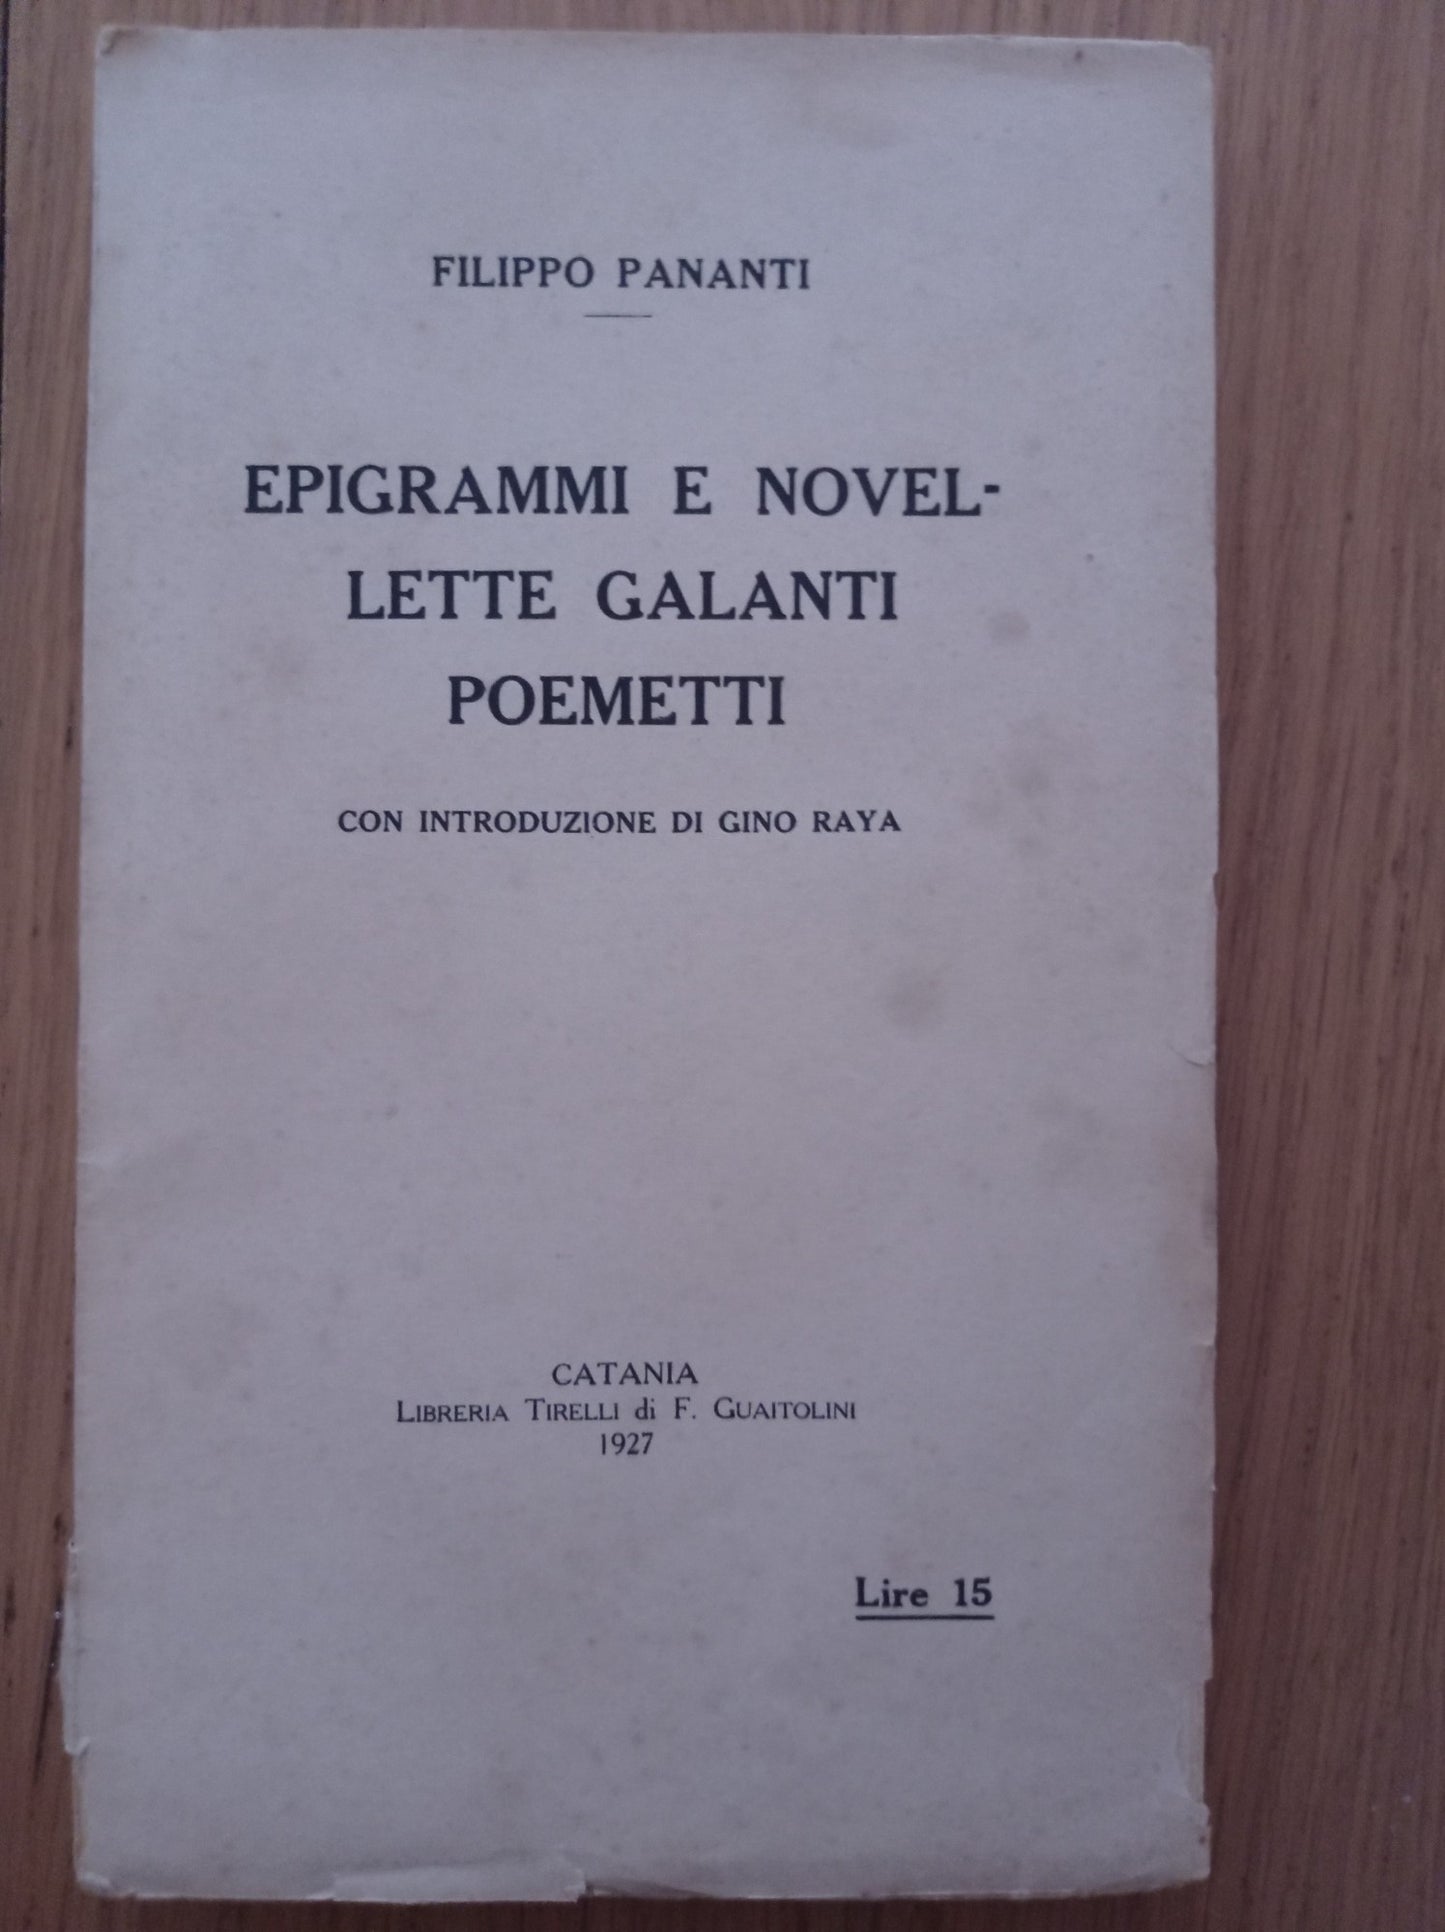 FILIPPO PANANTI
EPIGRAMMI E NOVEL-
LETTE GALANTI
POEMETTI
CON INTRODUZIONE DI GINO RAYA
CATANIA
LIBRERIA TIRELLI di F. GUAITOLINI
1927
Lire 15